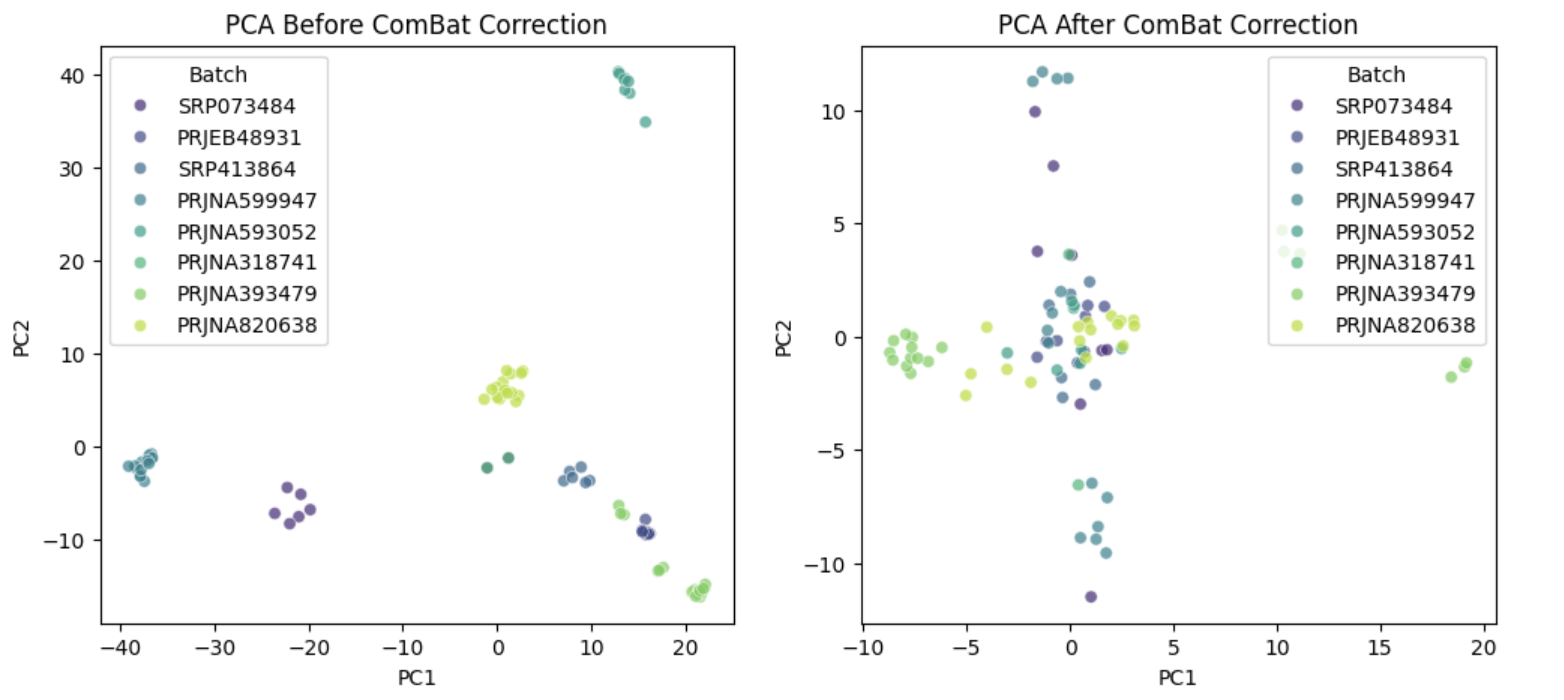 PCA Before ComBat Correction
Batch
SRP073484
PRJEB48931
SRP413864
PRJNA599947
PRJNA593052
PRJNA318741
PRJNA393479
PRJNA820638
40
30
20
10
0
−10
−40
−30
−20
−10
0
10
20
PC1
PC2
PCA After ComBat Correction
Batch
SRP073484
PRJEB48931
SRP413864
PRJNA599947
PRJNA593052
PRJNA318741
PRJNA393479
PRJNA820638
10
5
0
−5
−10
−10
−5
0
5
10
15
20
PC1
PC2